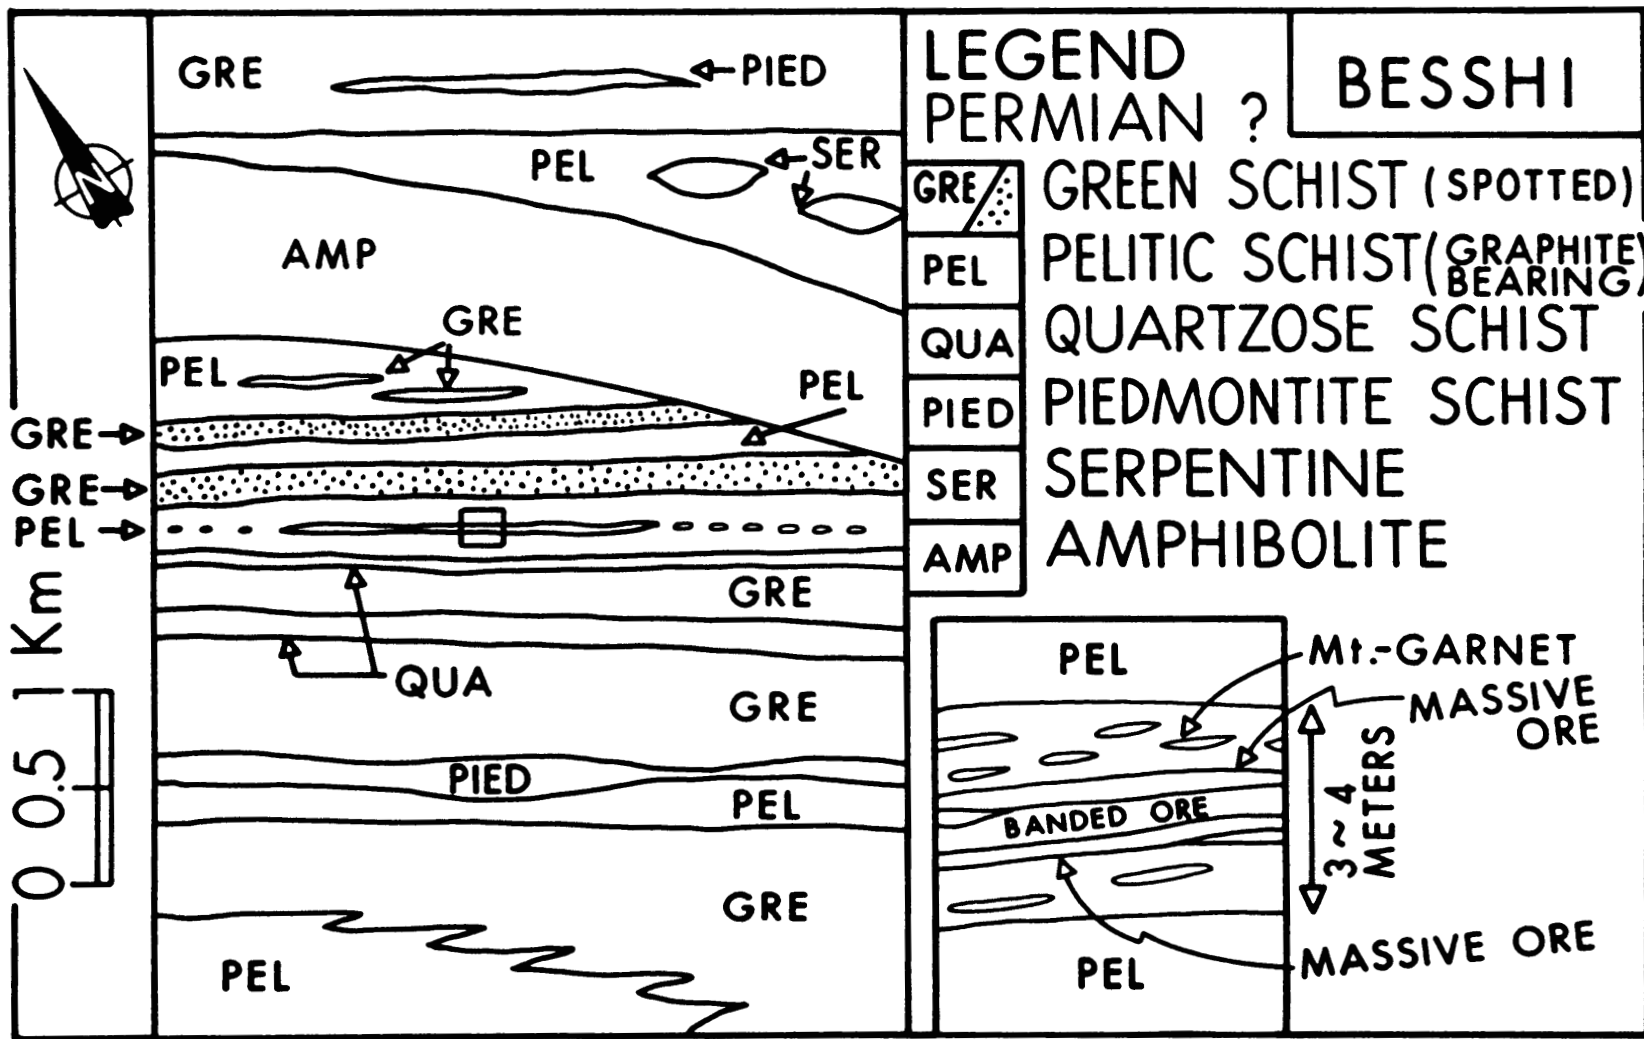 GRE
PIED
PEL
SER
AMP
GRE
PEL
PEL
GRE
GRE
PEL
GRE
QUA
GRE
PIED
PEL
GRE
PEL
N
0 0.5 1 Km
LEGEND
PERMIAN ?
BESSHI
GRE GREEN SCHIST (SPOTTED)
PEL PELITIC SCHIST (GRAPHITE BEARING)
QUA QUARTZOSE SCHIST
PIED PIEDMONTITE SCHIST
SER SERPENTINE
AMP AMPHIBOLITE
PEL
Mt.-GARNET
MASSIVE
ORE
BANDED ORE
3~4
METERS
MASSIVE ORE
PEL